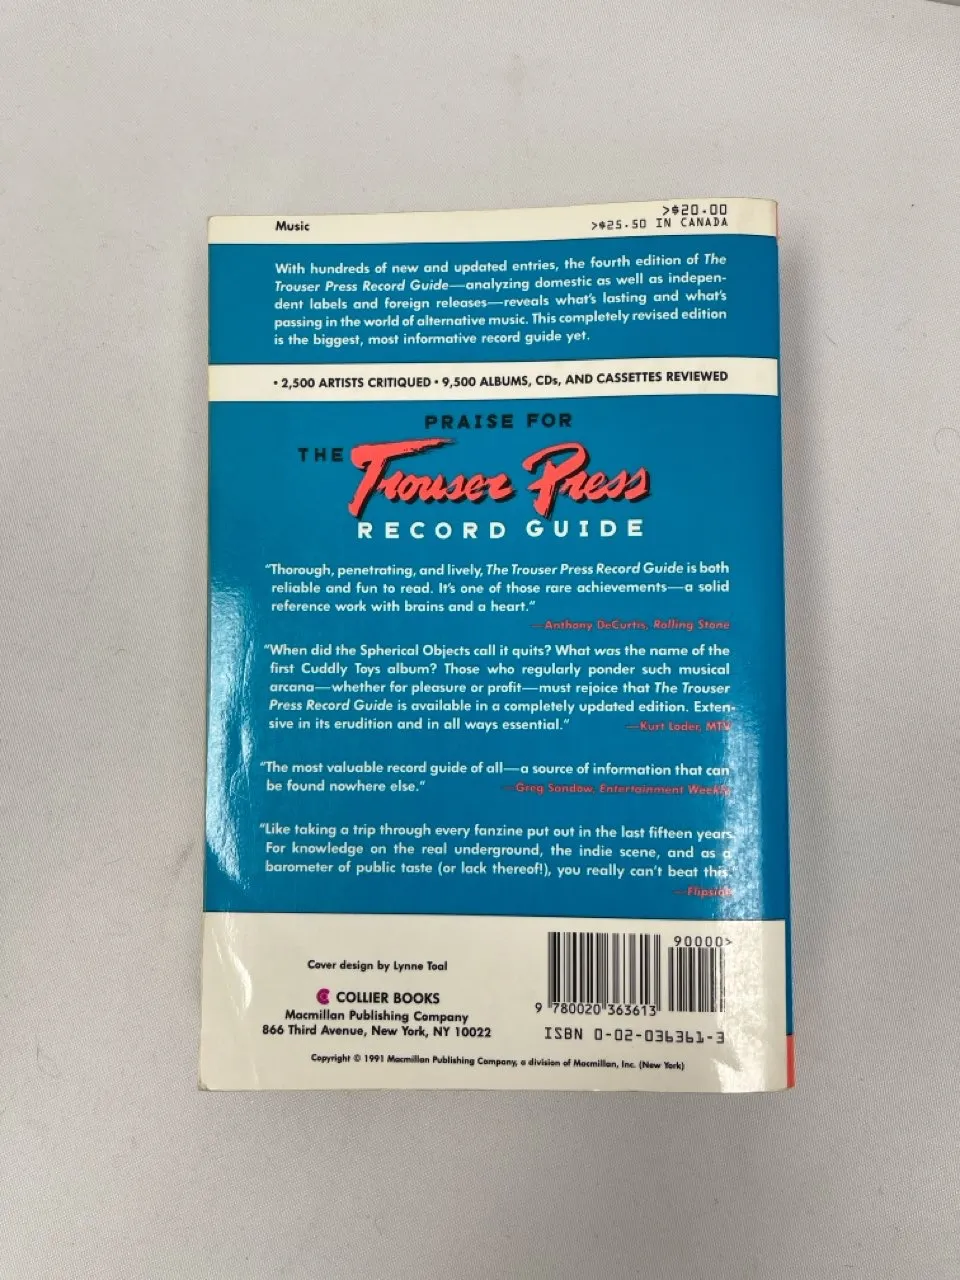 Music
>$20.00
>$25.50 IN CANADA
With hundreds of new and updated entries, the fourth edition of The
Trouser Press Record Guide—analyzing domestic as well as indepen-
dent labels and foreign releases—reveals what's lasting and what's
passing in the world of alternative music. This completely revised edition
is the biggest, most informative record guide yet.
• 2,500 ARTISTS CRITIQUED • 9,500 ALBUMS, CDs, AND CASSETTES REVIEWED
PRAISE FOR
THE Trouser Press
RECORD GUIDE
"Thorough, penetrating, and lively, The Trouser Press Record Guide is both
reliable and fun to read. It's one of those rare achievements—a solid
reference work with brains and a heart."
—Anthony DeCurtis, Rolling Stone
"When did the Spherical Objects call it quits? What was the name of the
first Cuddly Toys album? Those who regularly ponder such musical
arcana—whether for pleasure or profit—must rejoice that The Trouser
Press Record Guide is available in a completely updated edition. Exten-
sive in its erudition and in all ways essential." —Kurt Loder, MTV
"The most valuable record guide of all—a source of information that can
be found nowhere else." —Greg Sandow, Entertainment Weekly
"Like taking a trip through every fanzine put out in the last fifteen years.
For knowledge on the real underground, the indie scene, and as a
barometer of public taste (or lack thereof!), you really can't beat this."
—Flipside
90000>
Cover design by Lynne Toal
COLLIER BOOKS
Macmillan Publishing Company
866 Third Avenue, New York, NY 10022
9 780020 363613
ISBN 0-02-036361-3
Copyright © 1991 Macmillan Publishing Company, a division of Macmillan, Inc. (New York)